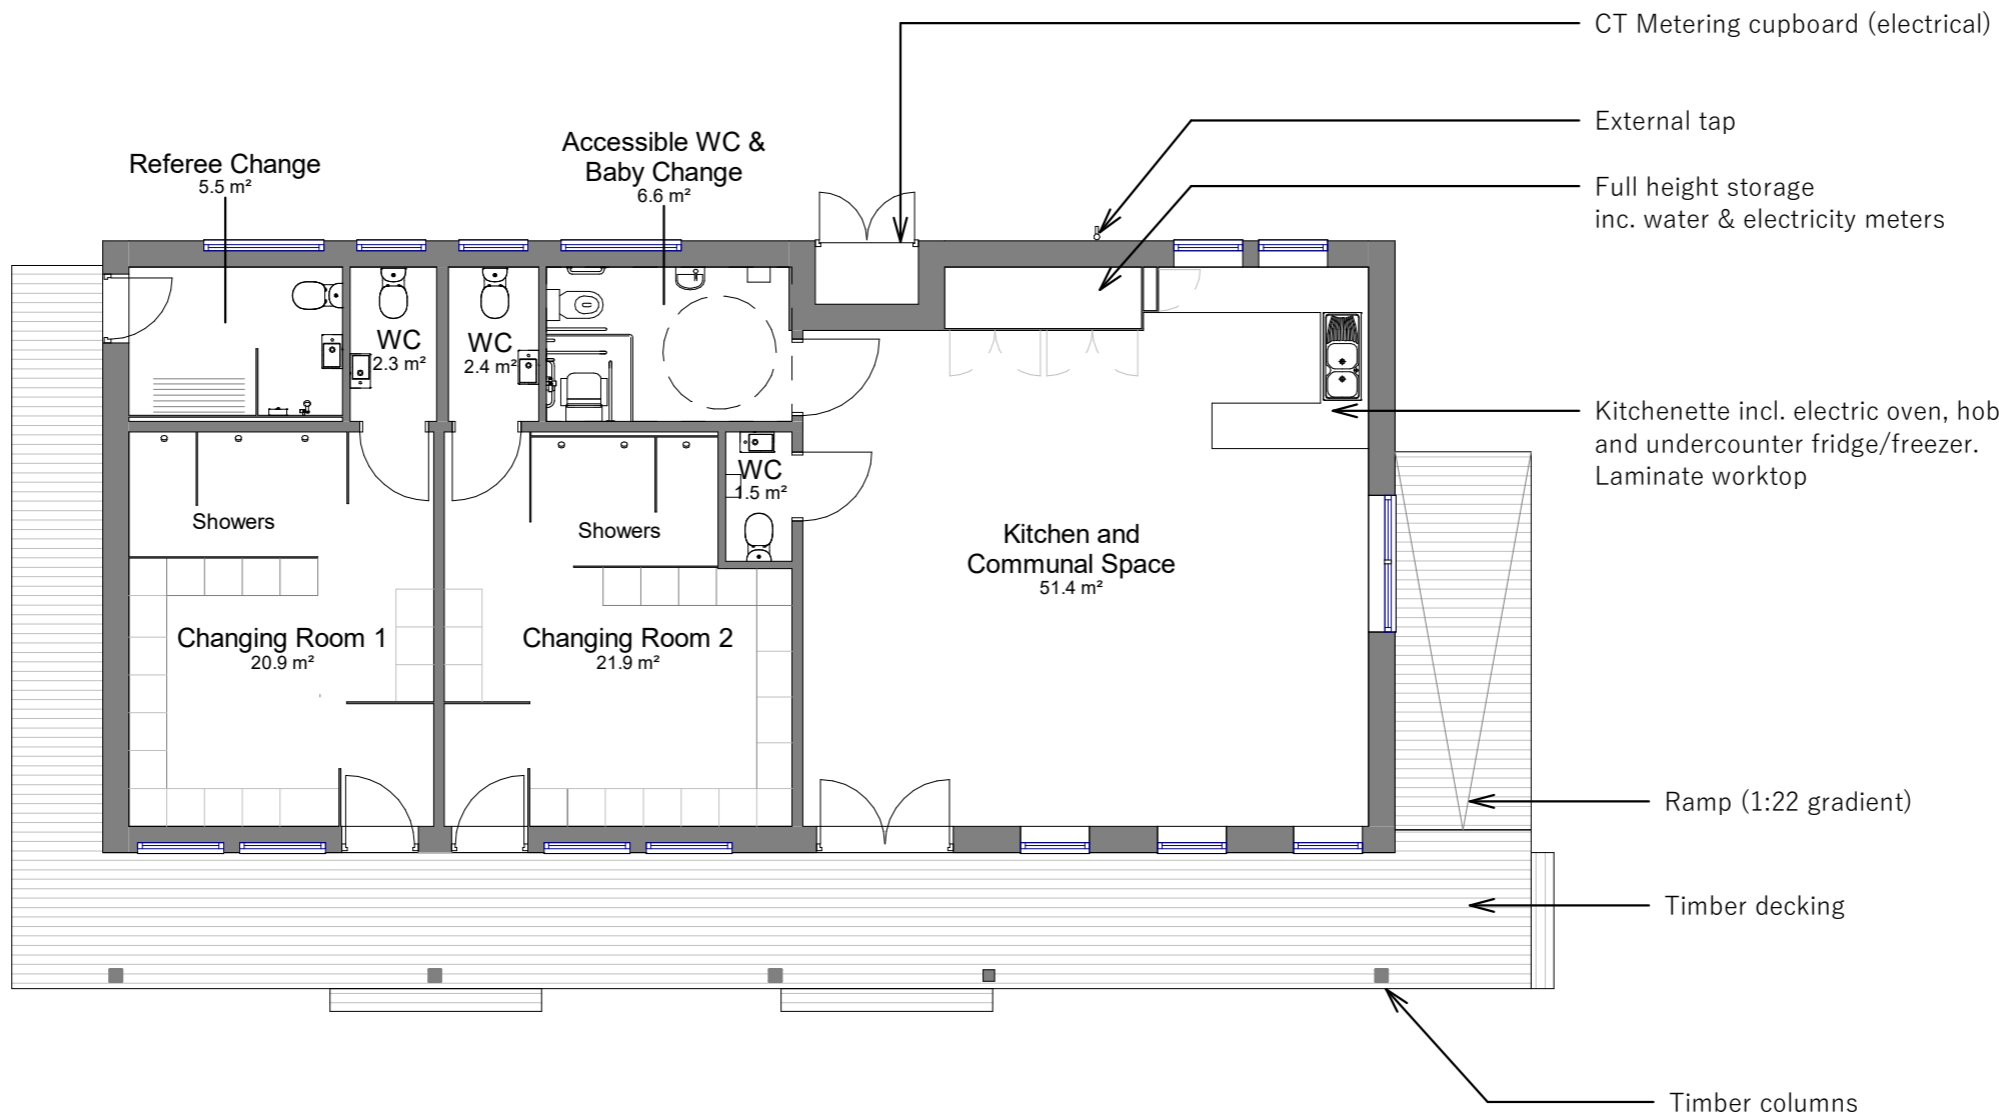 CT Metering cupboard (electrical)
External tap
Full height storage
inc. water & electricity meters
Accessible WC &
Baby Change
6.6 m²
Referee Change
5.5 m²
WC
2.3 m²
WC
2.4 m²
Kitchenette incl. electric oven, hob
and undercounter fridge/freezer.
Laminate worktop
WC
1.5 m²
Showers
Showers
Kitchen and
Communal Space
51.4 m²
Changing Room 1
20.9 m²
Changing Room 2
21.9 m²
Ramp (1:22 gradient)
Timber decking
Timber columns